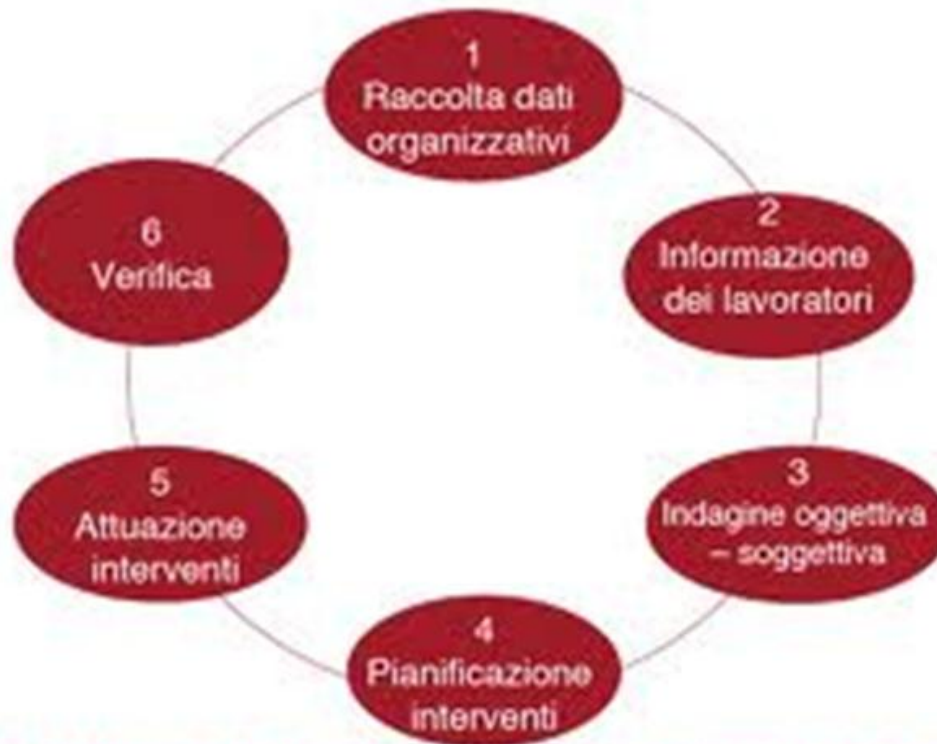 1
Raccolta dati
organizzativi
2
Informazione
dei lavoratori
3
Indagine oggettiva
– soggettiva
4
Pianificazione
interventi
5
Attuazione
interventi
6
Verifica